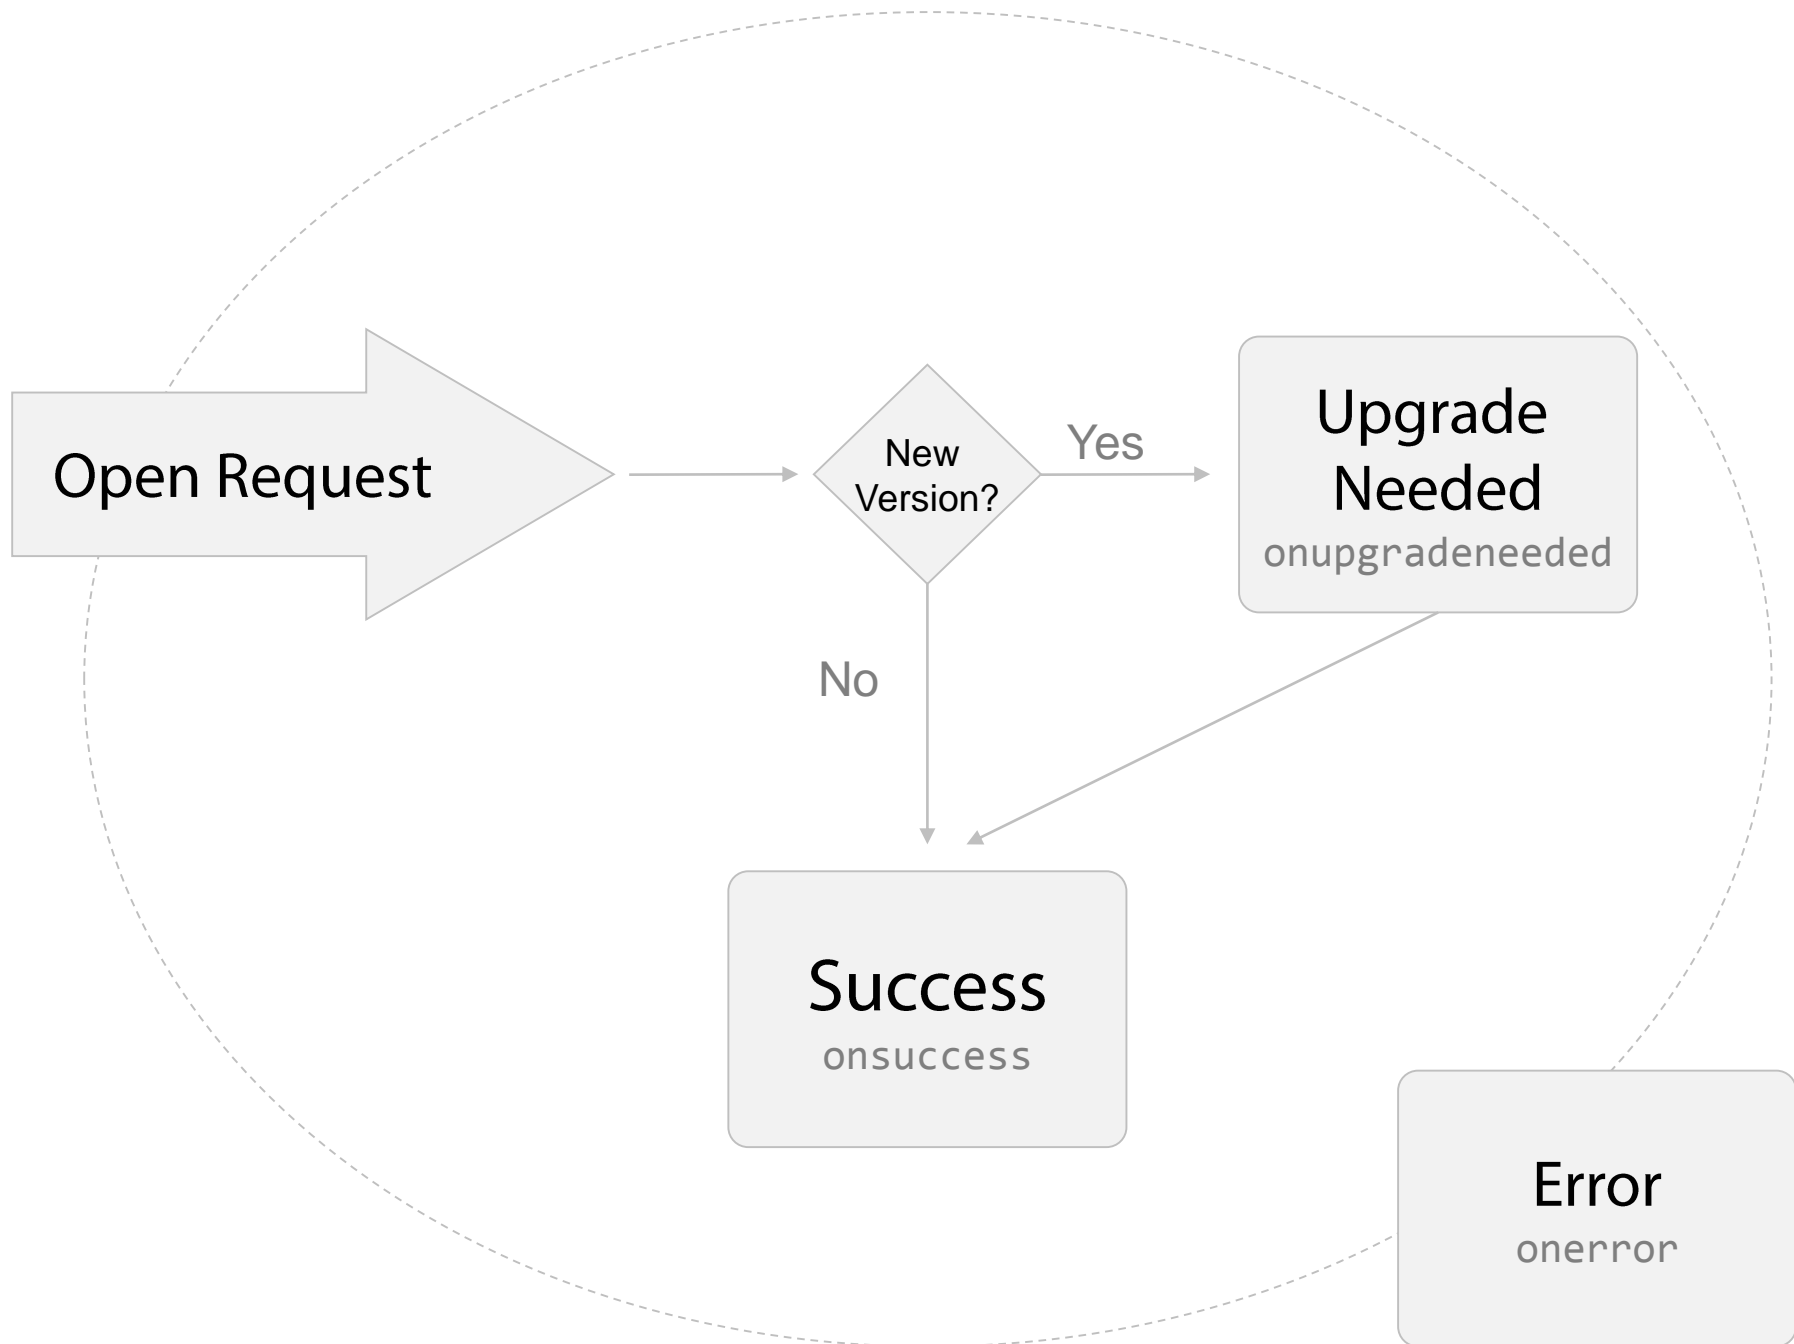 Open Request
New
Version?
Yes
Upgrade
Needed
onupgradeneeded
No
Success
onsuccess
Error
onerror